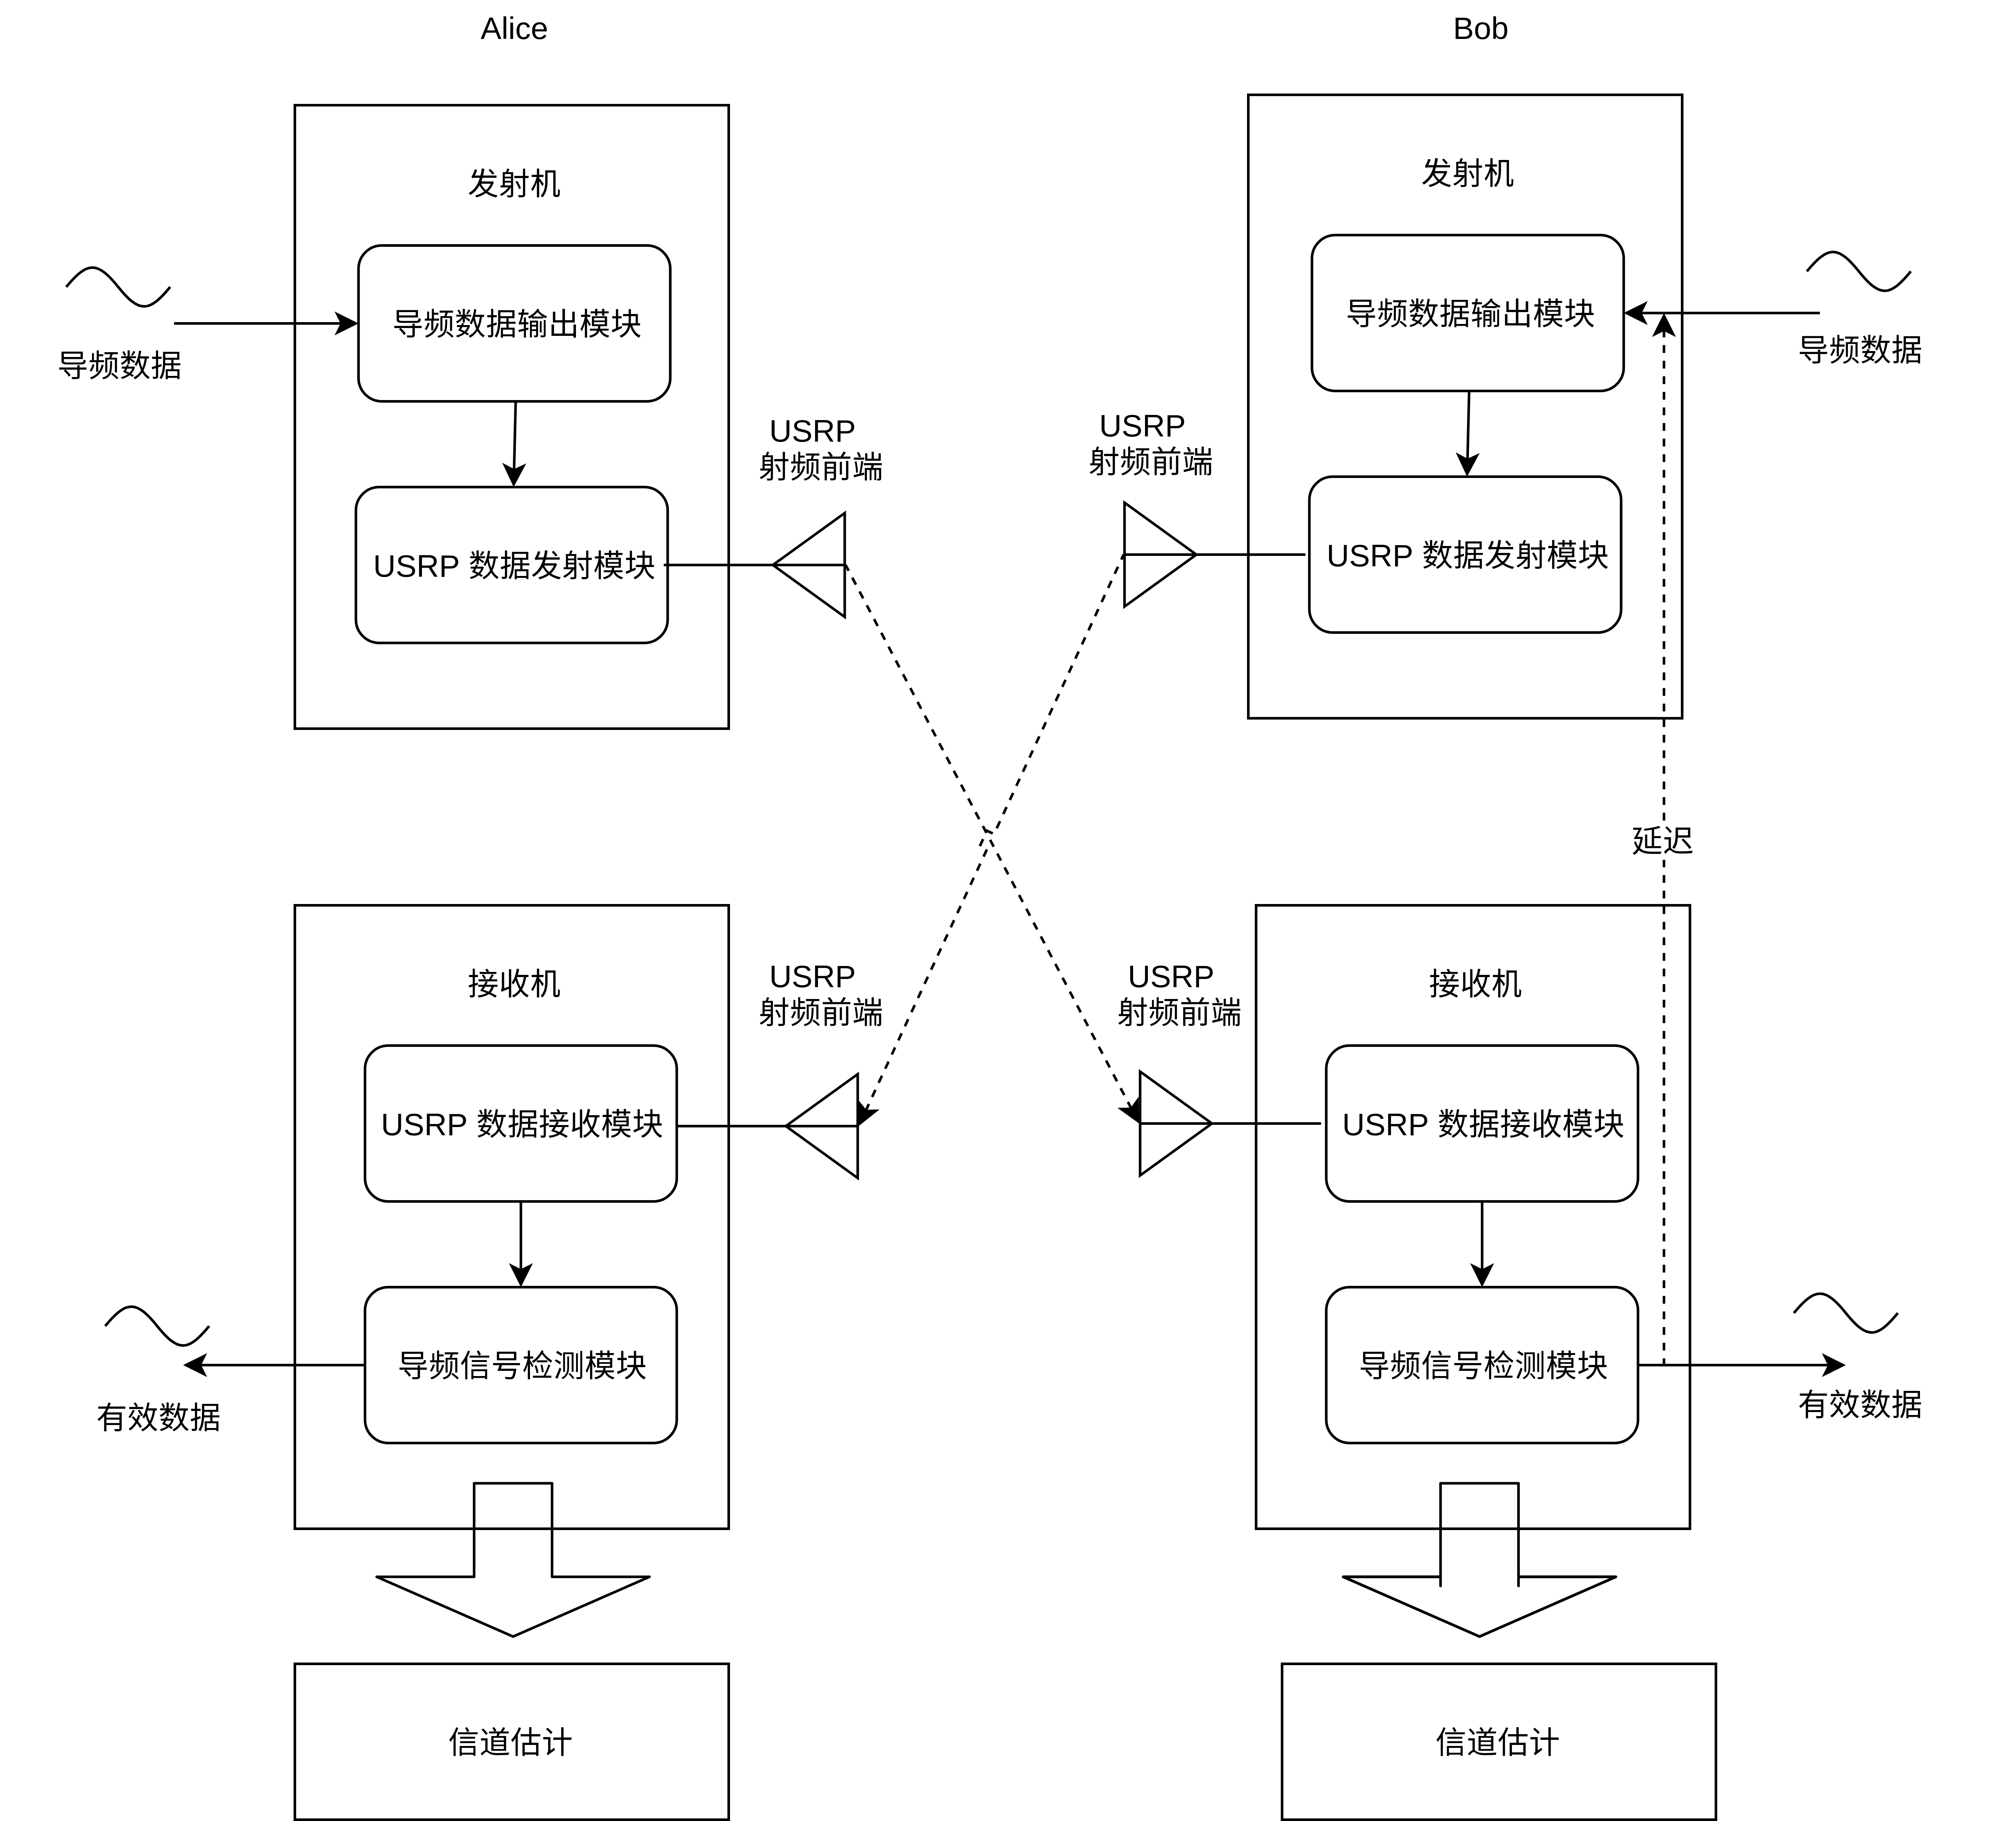 Alice
Bob
发射机
发射机
导频数据输出模块
导频数据输出模块
导频数据
导频数据
USRP
射频前端
USRP
射频前端
USRP 数据发射模块
USRP 数据发射模块
延迟
接收机
接收机
USRP
射频前端
USRP
射频前端
USRP 数据接收模块
USRP 数据接收模块
导频信号检测模块
导频信号检测模块
有效数据
有效数据
信道估计
信道估计